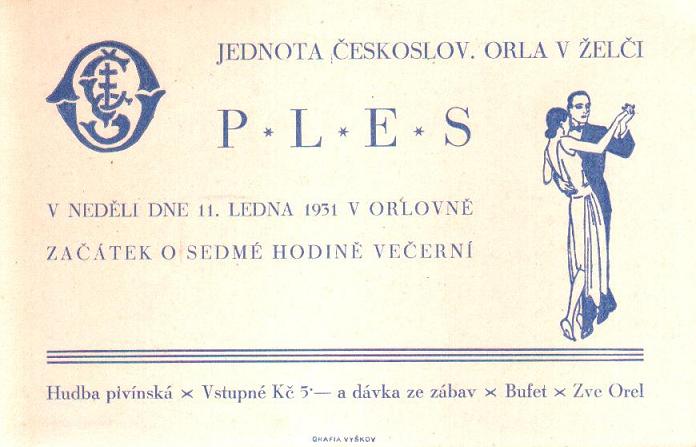 JEDNOTA ČESKOSLOV. ORLA V ŽELČI
P * L * E * S
V NEDĚLI DNE 11. LEDNA 1931 V ORLOVNĚ
ZAČÁTEK O SEDMÉ HODINĚ VEČERNÍ
Hudba pivínská × Vstupné Kč 5·— a dávka ze zábav × Bufet × Zve Orel
GRAFIA VYŠKOV